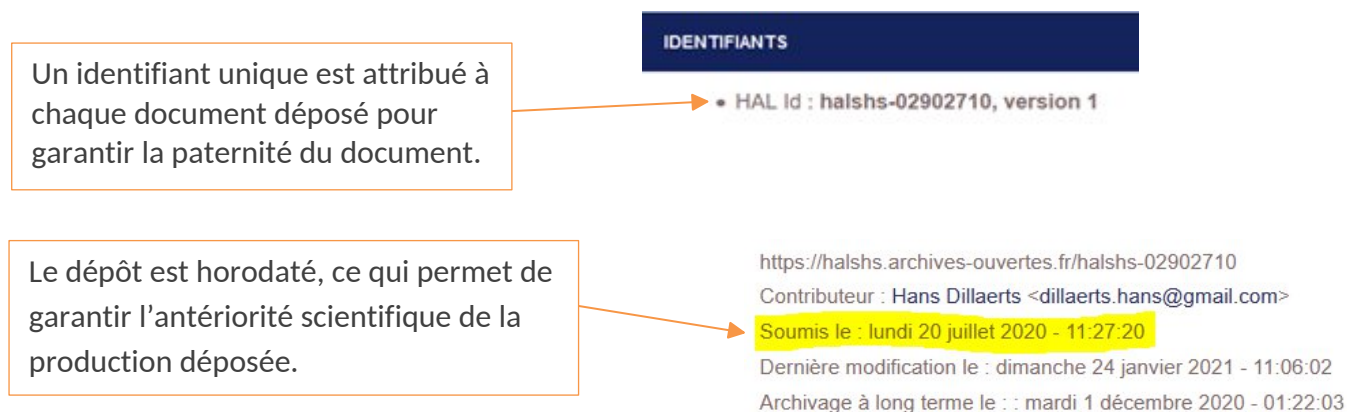 IDENTIFIANTS
Un identifiant unique est attribué à
chaque document déposé pour
garantir la paternité du document.
• HAL Id : halshs-02902710, version 1
Le dépôt est horodaté, ce qui permet de
garantir l’antériorité scientifique de la
production déposée.
https://halshs.archives-ouvertes.fr/halshs-02902710
Contributeur : Hans Dillaerts <dillaerts.hans@gmail.com>
Soumis le : lundi 20 juillet 2020 - 11:27:20
Dernière modification le : dimanche 24 janvier 2021 - 11:06:02
Archivage à long terme le : : mardi 1 décembre 2020 - 01:22:03